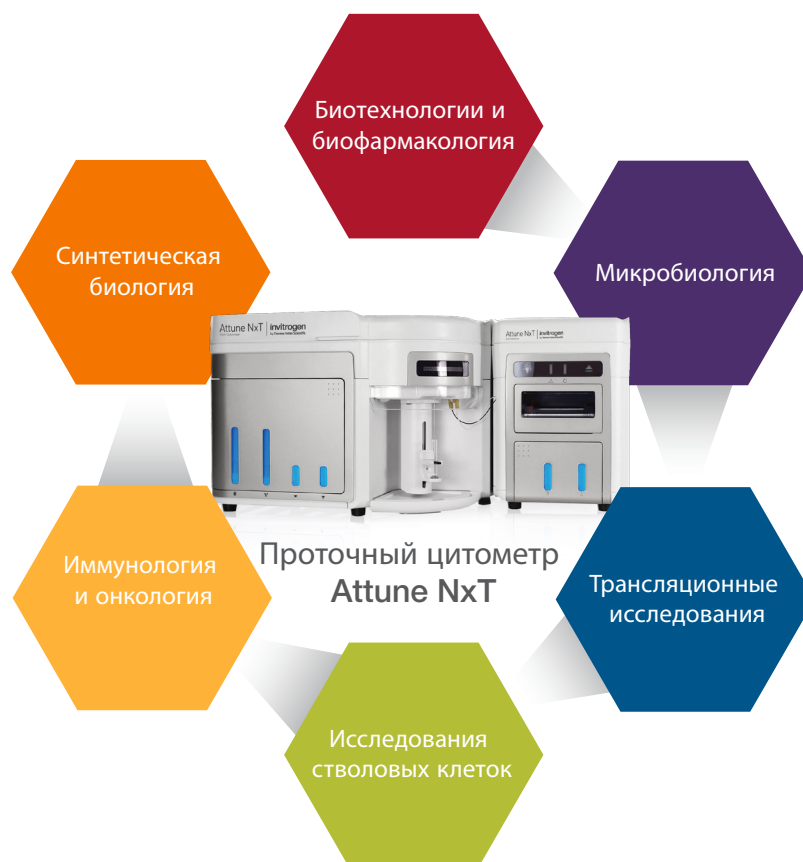 Биотехнологии и
биофармакология
Синтетическая
биология
Микробиология
Attune NxT
invitrogen
Attune NxT
invitrogen
Проточный цитометр
Attune NxT
Иммунология
и онкология
Трансляционные
исследования
Исследования
стволовых клеток